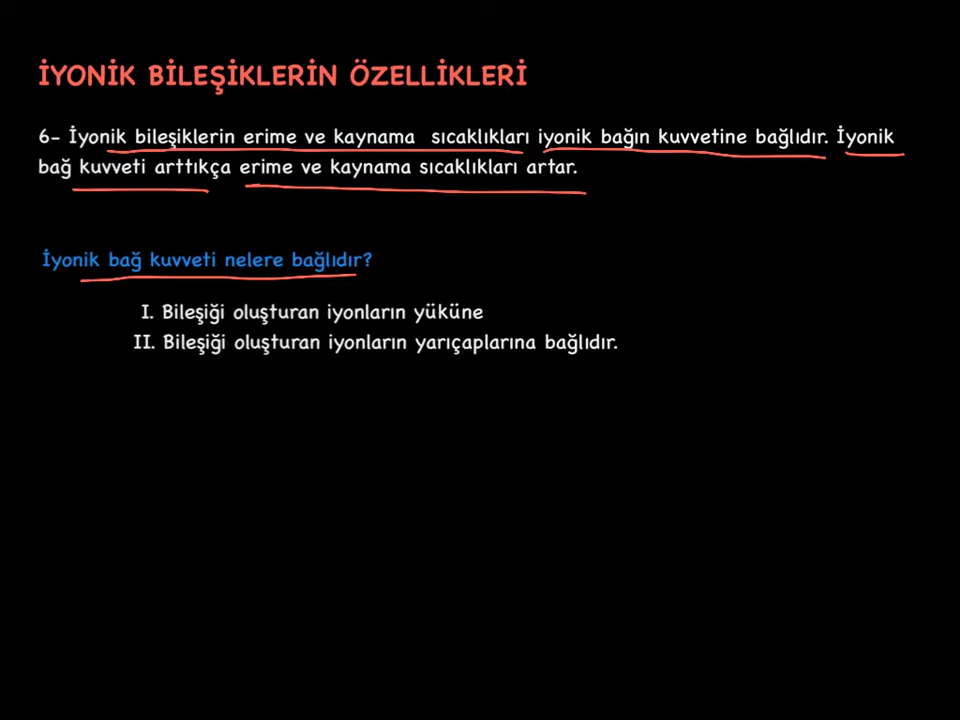 İYONİK BİLEŞİKLERİN ÖZELLİKLERİ
6- İyonik bileşiklerin erime ve kaynama sıcaklıkları iyonik bağın kuvvetine bağlıdır. İyonik
bağ kuvveti arttıkça erime ve kaynama sıcaklıkları artar.
İyonik bağ kuvveti nelere bağlıdır?
I. Bileşiği oluşturan iyonların yüküne
II. Bileşiği oluşturan iyonların yarıçaplarına bağlıdır.